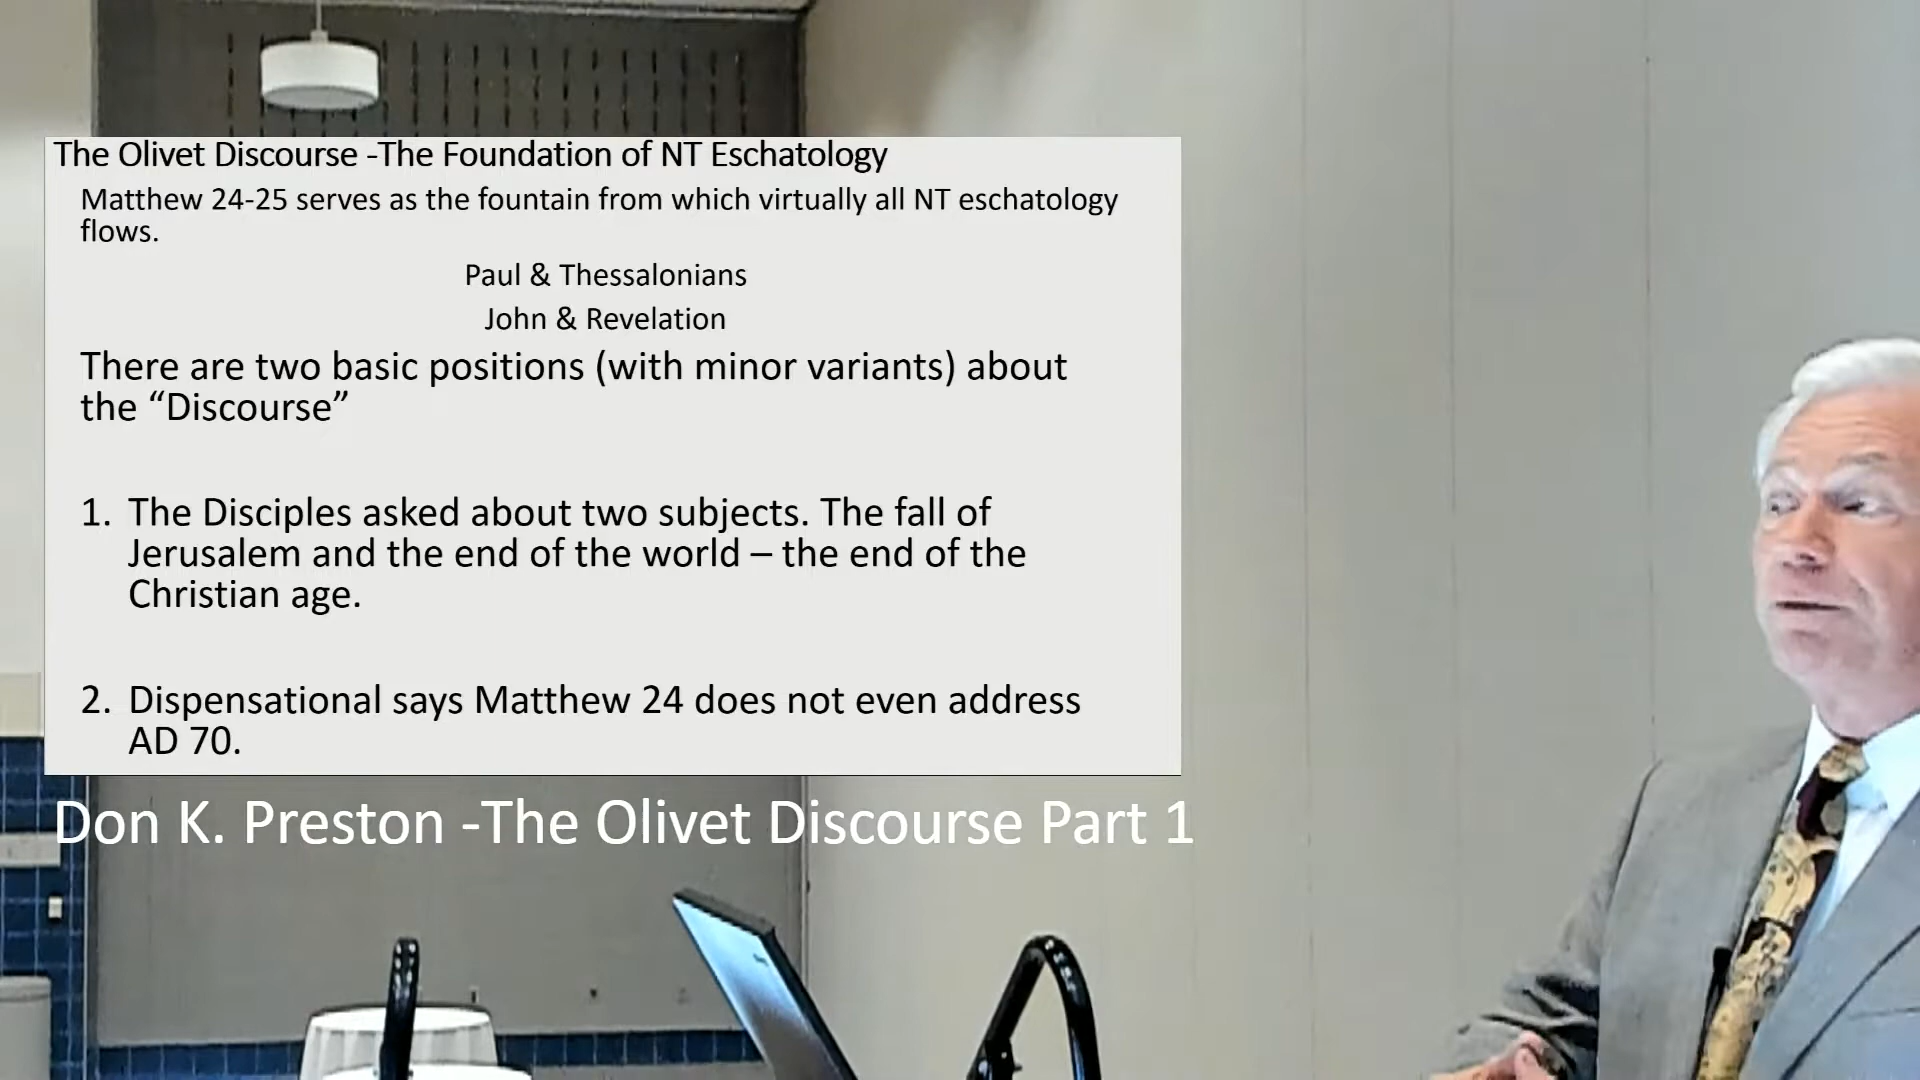 The Olivet Discourse -The Foundation of NT Eschatology
Matthew 24-25 serves as the fountain from which virtually all NT eschatology
flows.
Paul & Thessalonians
John & Revelation
There are two basic positions (with minor variants) about
the “Discourse”
1. The Disciples asked about two subjects. The fall of
Jerusalem and the end of the world – the end of the
Christian age.
2. Dispensational says Matthew 24 does not even address
AD 70.
Don K. Preston -The Olivet Discourse Part 1